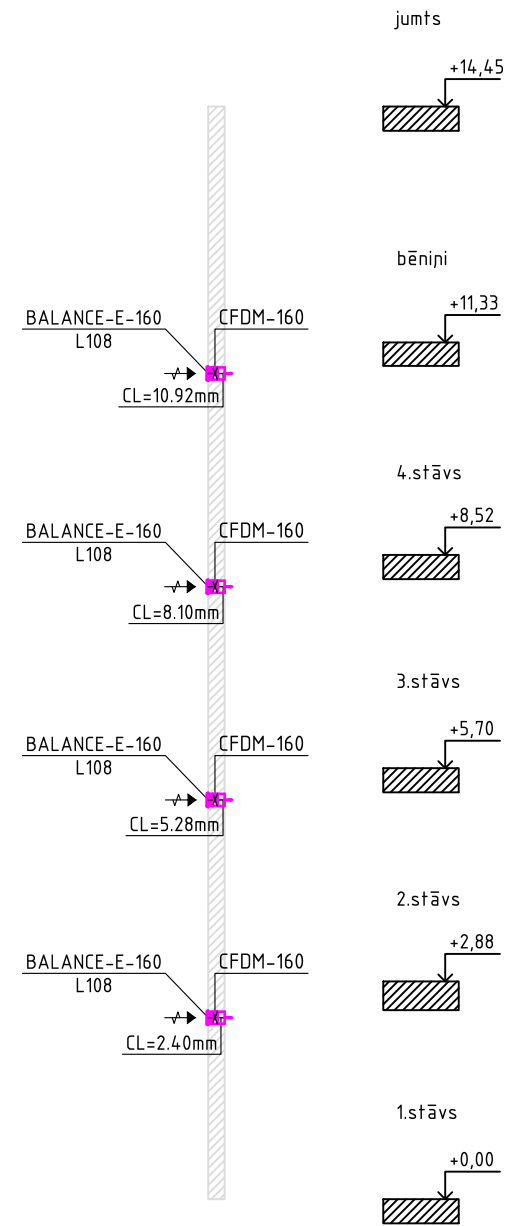 jumts
+14,45
bēniņi
+11,33
BALANCE-E-160
L108
CFDM-160
CL=10.92mm
4.stāvs
+8,52
BALANCE-E-160
L108
CFDM-160
CL=8.10mm
3.stāvs
+5,70
BALANCE-E-160
L108
CFDM-160
CL=5.28mm
2.stāvs
+2,88
BALANCE-E-160
L108
CFDM-160
CL=2.40mm
1.stāvs
+0,00